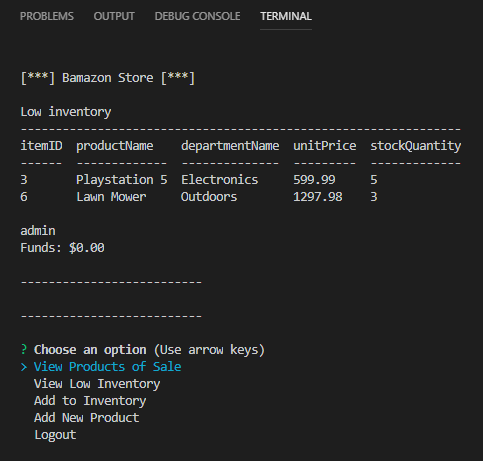 PROBLEMS OUTPUT DEBUG CONSOLE TERMINAL
[***] Bamazon Store [***]
Low inventory
---------------------------------------------------------------
itemID  productName    departmentName  unitPrice  stockQuantity
------  -------------  --------------  ---------  -------------
3       Playstation 5  Electronics     599.99     5
6       Lawn Mower     Outdoors        1297.98    3
admin
Funds: $0.00
--------------------------
--------------------------
? Choose an option (Use arrow keys)
> View Products of Sale
  View Low Inventory
  Add to Inventory
  Add New Product
  Logout